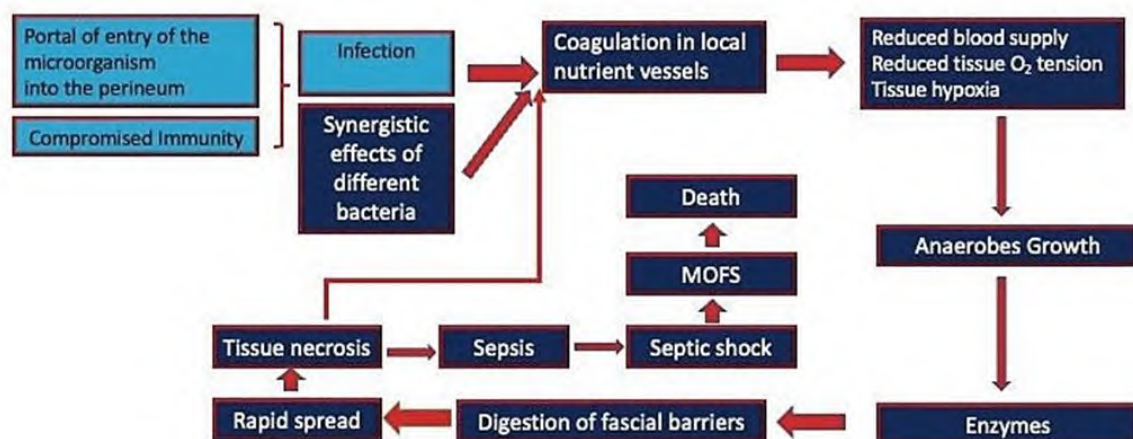 Portal of entry of the
microorganism
into the perineum
Compromised Immunity
Infection
Synergistic
effects of
different
bacteria
Coagulation in local
nutrient vessels
Reduced blood supply
Reduced tissue O₂ tension
Tissue hypoxia
Death
MOFS
Anaerobes Growth
Tissue necrosis
Sepsis
Septic shock
Rapid spread
Digestion of fascial barriers
Enzymes